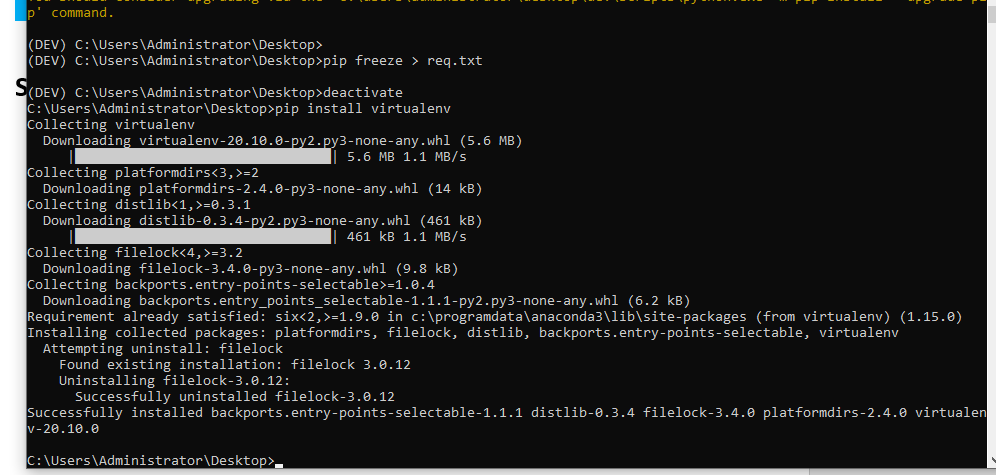 p' command.
(DEV) C:\Users\Administrator\Desktop>
(DEV) C:\Users\Administrator\Desktop>pip freeze > req.txt
(DEV) C:\Users\Administrator\Desktop>deactivate
C:\Users\Administrator\Desktop>pip install virtualenv
Collecting virtualenv
Downloading virtualenv-20.10.0-py2.py3-none-any.whl (5.6 MB)
|████████████████████████████████| 5.6 MB 1.1 MB/s
Collecting platformdirs<3,>=2
Downloading platformdirs-2.4.0-py3-none-any.whl (14 kB)
Collecting distlib<1,>=0.3.1
Downloading distlib-0.3.4-py2.py3-none-any.whl (461 kB)
|████████████████████████████████| 461 kB 1.1 MB/s
Collecting filelock<4,>=3.2
Downloading filelock-3.4.0-py3-none-any.whl (9.8 kB)
Collecting backports.entry-points-selectable>=1.0.4
Downloading backports.entry_points_selectable-1.1.1-py2.py3-none-any.whl (6.2 kB)
Requirement already satisfied: six<2,>=1.9.0 in c:\programdata\anaconda3\lib\site-packages (from virtualenv) (1.15.0)
Installing collected packages: platformdirs, filelock, distlib, backports.entry-points-selectable, virtualenv
Attempting uninstall: filelock
Found existing installation: filelock 3.0.12
Uninstalling filelock-3.0.12:
Successfully uninstalled filelock-3.0.12
Successfully installed backports.entry-points-selectable-1.1.1 distlib-0.3.4 filelock-3.4.0 platformdirs-2.4.0 virtualen
v-20.10.0
C:\Users\Administrator\Desktop>